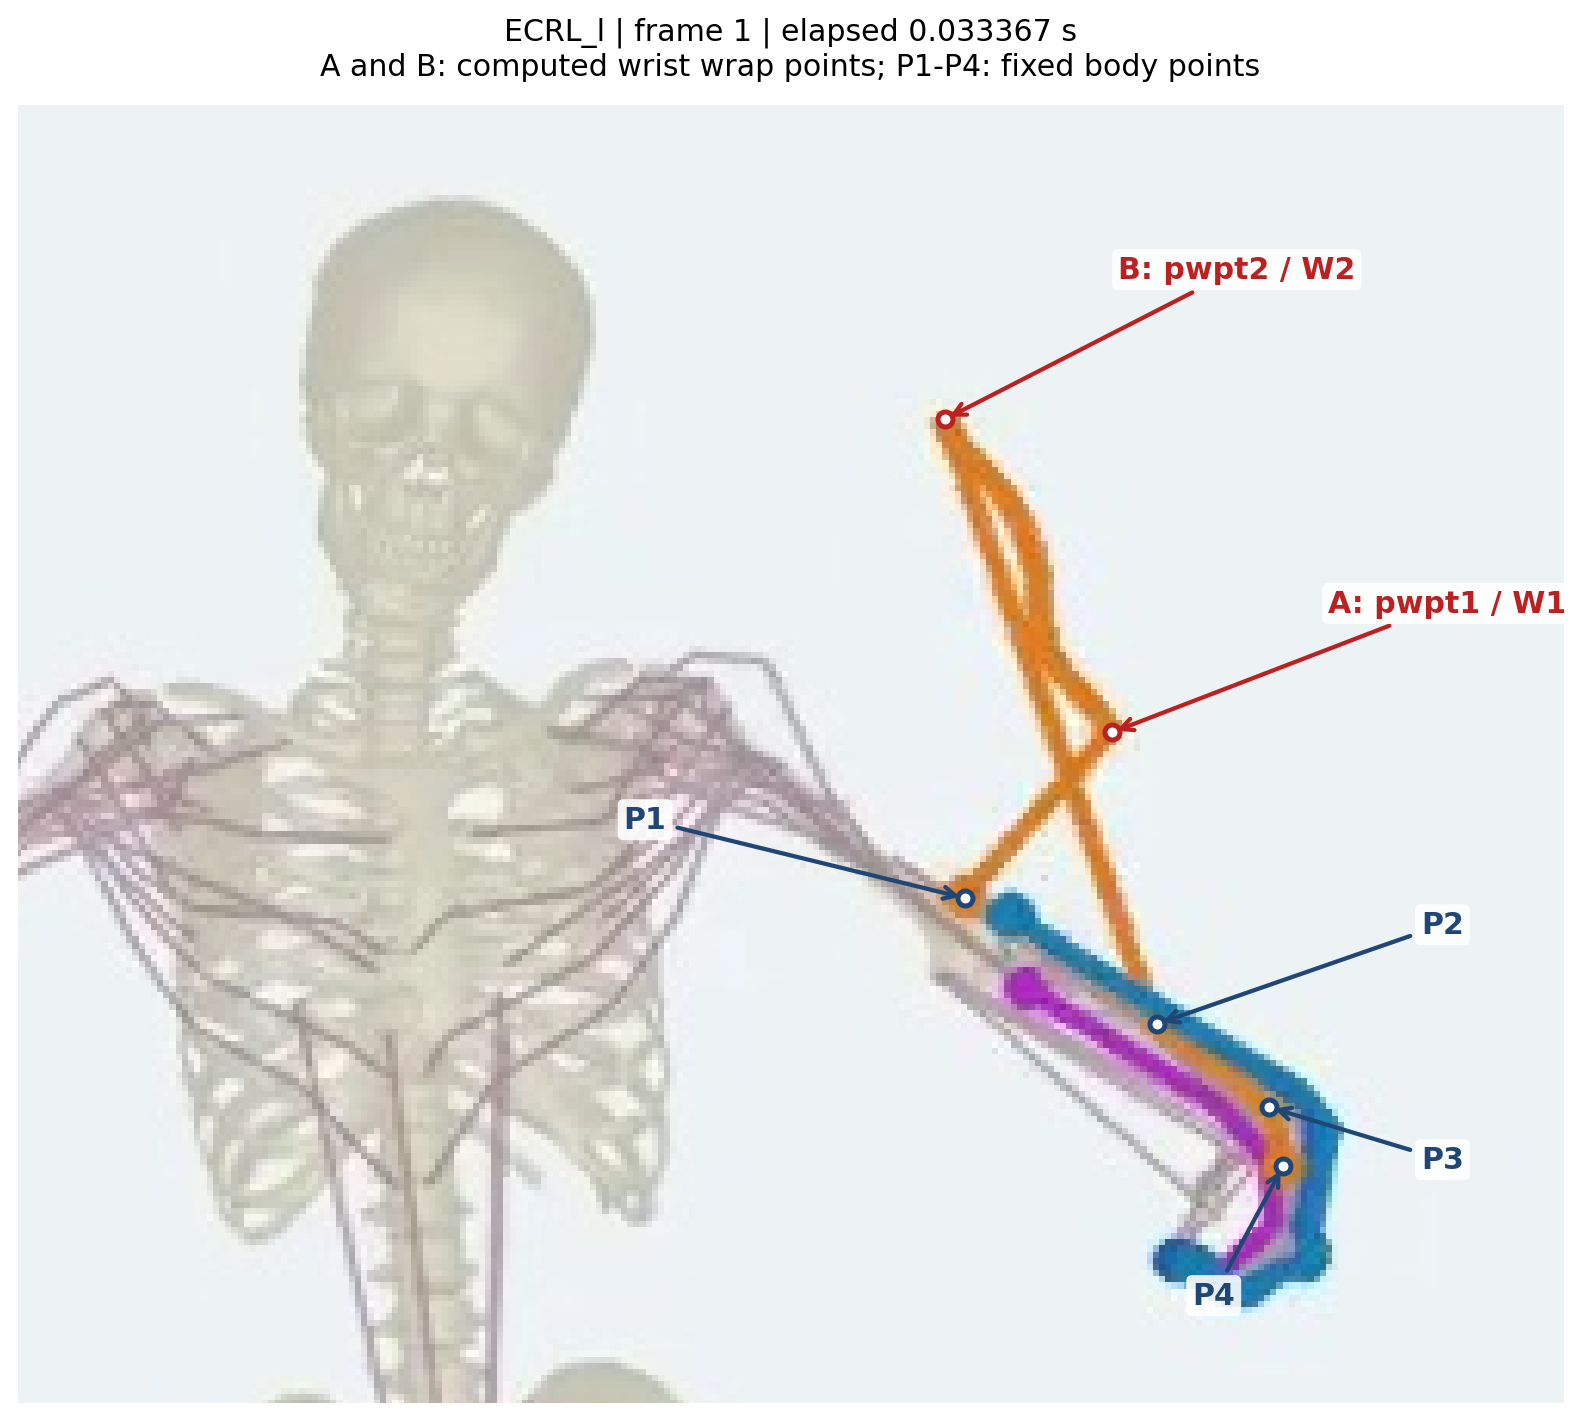 ECRL_l | frame 1 | elapsed 0.033367 s
A and B: computed wrist wrap points; P1-P4: fixed body points
B: pwpt2 / W2
A: pwpt1 / W1
P1
P2
P3
P4